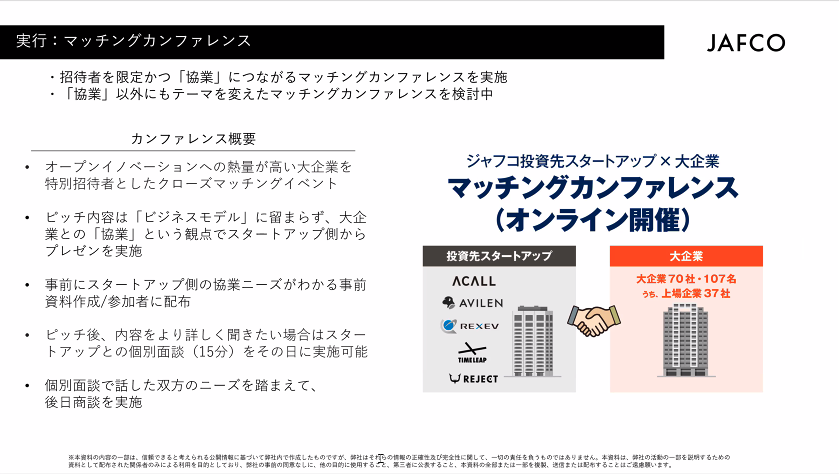 実行：マッチングカンファレンス
JAFCO
・招待者を限定かつ「協業」につながるマッチングカンファレンスを実施
・「協業」以外にもテーマを変えたマッチングカンファレンスを検討中
カンファレンス概要
• オープンイノベーションへの熱量が高い大企業を
特別招待者としたクローズマッチングイベント
• ピッチ内容は「ビジネスモデル」に留まらず、大企
業との「協業」という観点でスタートアップ側から
プレゼンを実施
• 事前にスタートアップ側の協業ニーズがわかる事前
資料作成/参加者に配布
• ピッチ後、内容をより詳しく聞きたい場合はスター
トアップとの個別面談（15分）をその日に実施可能
• 個別面談で話した双方のニーズを踏まえて、
後日商談を実施
ジャフコ投資先スタートアップ×大企業
マッチングカンファレンス
（オンライン開催）
投資先スタートアップ
ACALL
AVILEN
REXEV
TIMELEAP
REJECT
大企業
大企業70社・107名
うち、上場企業37社
※本資料の内容の一部は、信頼できると考えられる公開情報に基づいて弊社内で作成したものですが、弊社はそれらの情報の正確性及び完全性に関して、一切の責任を負うものではありません。本資料は、弊社の活動の一部を説明するための
資料として配布された関係者のみによる利用を目的としており、弊社の事前の同意なしに、他の目的に使用すること、第三者に公表すること、本資料の全部または一部を複製、送信または配布することはご遠慮願います。